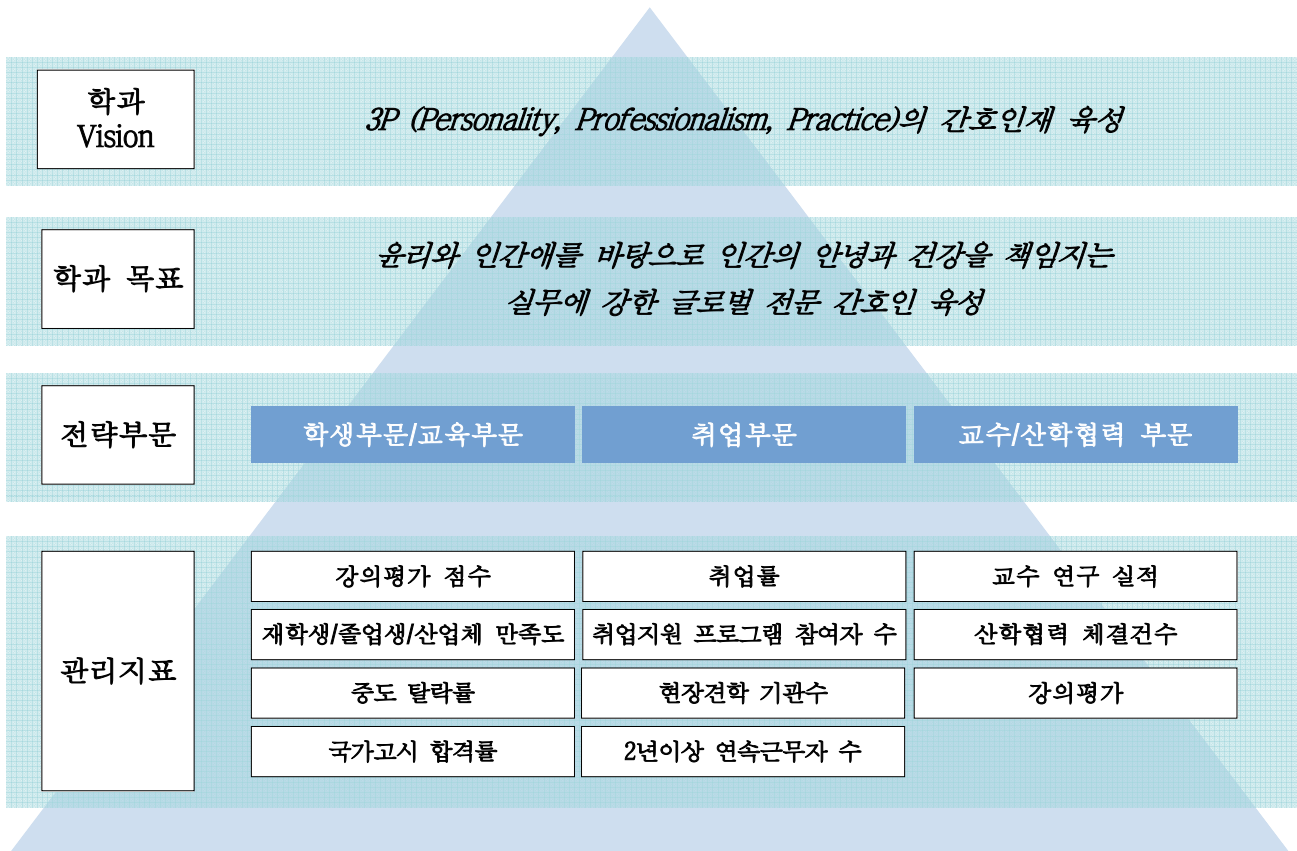 학과
Vision
3P (Personality, Professionalism, Practice)의 간호인재 육성
학과 목표
윤리와 인간애를 바탕으로 인간의 안녕과 건강을 책임지는
실무에 강한 글로벌 전문 간호인 육성
전략부문
학생부문/교육부문
취업부문
교수/산학협력 부문
관리지표
강의평가 점수
취업률
교수 연구 실적
재학생/졸업생/산업체 만족도
취업지원 프로그램 참여자 수
산학협력 체결건수
중도 탈락률
현장견학 기관수
강의평가
국가고시 합격률
2년이상 연속근무자 수